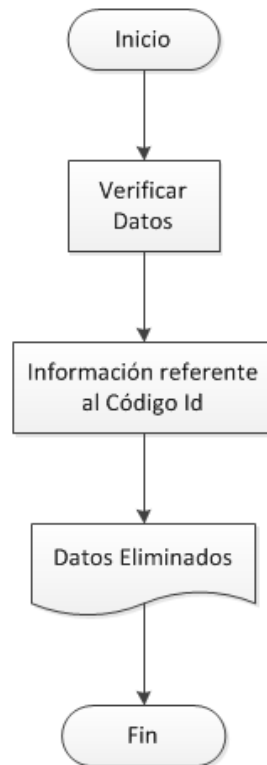 Inicio
Verificar
Datos
Información referente
al Código Id
Datos Eliminados
Fin